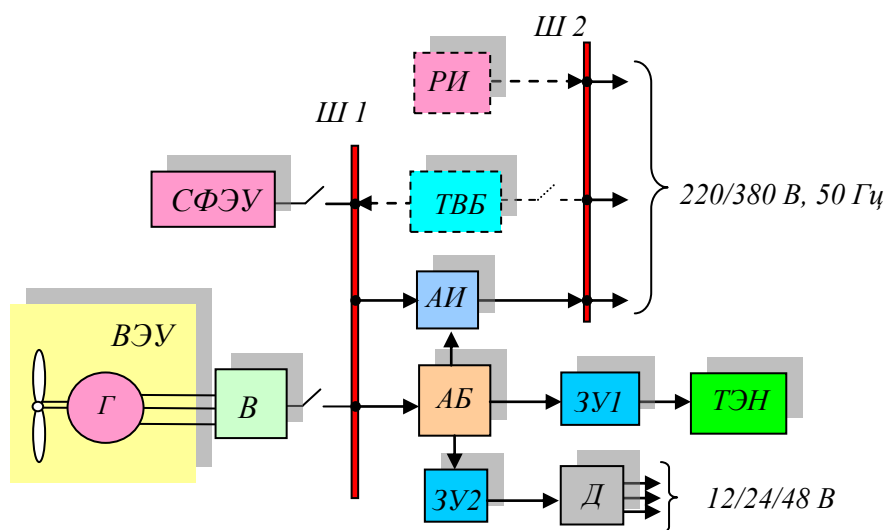 Ш 2
РИ
Ш 1
СФЭУ
ТВБ
220/380 В, 50 Гц
АИ
ВЭУ
Г
В
АБ
ЗУ1
ТЭН
ЗУ2
Д
12/24/48 В